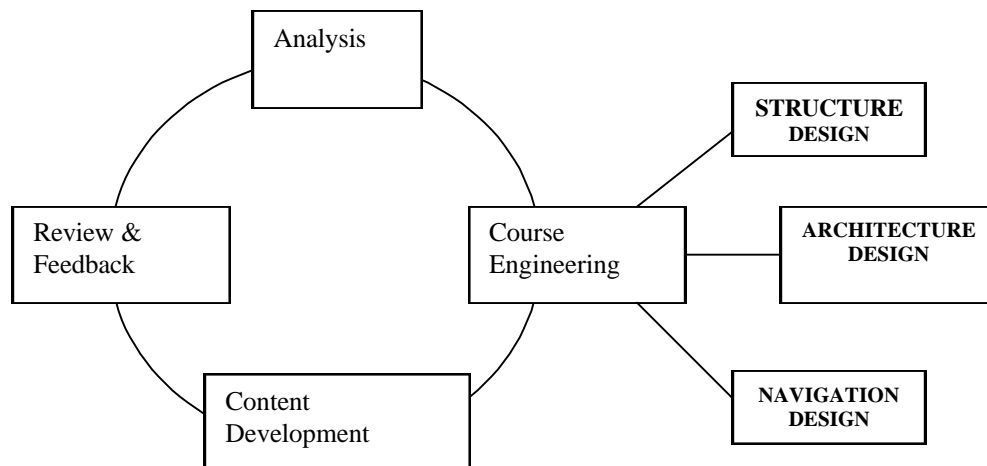 Analysis
STRUCTURE
DESIGN
Review &
Feedback
Course
Engineering
ARCHITECTURE
DESIGN
Content
Development
NAVIGATION
DESIGN